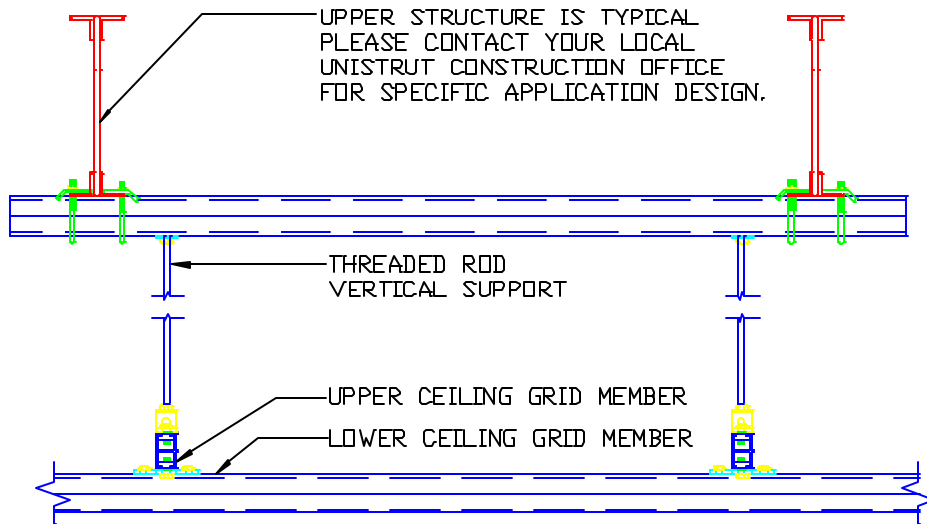 UPPER STRUCTURE IS TYPICAL
PLEASE CONTACT YOUR LOCAL
UNISTRUT CONSTRUCTION OFFICE
FOR SPECIFIC APPLICATION DESIGN.
THREADED ROD
VERTICAL SUPPORT
UPPER CEILING GRID MEMBER
LOWER CEILING GRID MEMBER